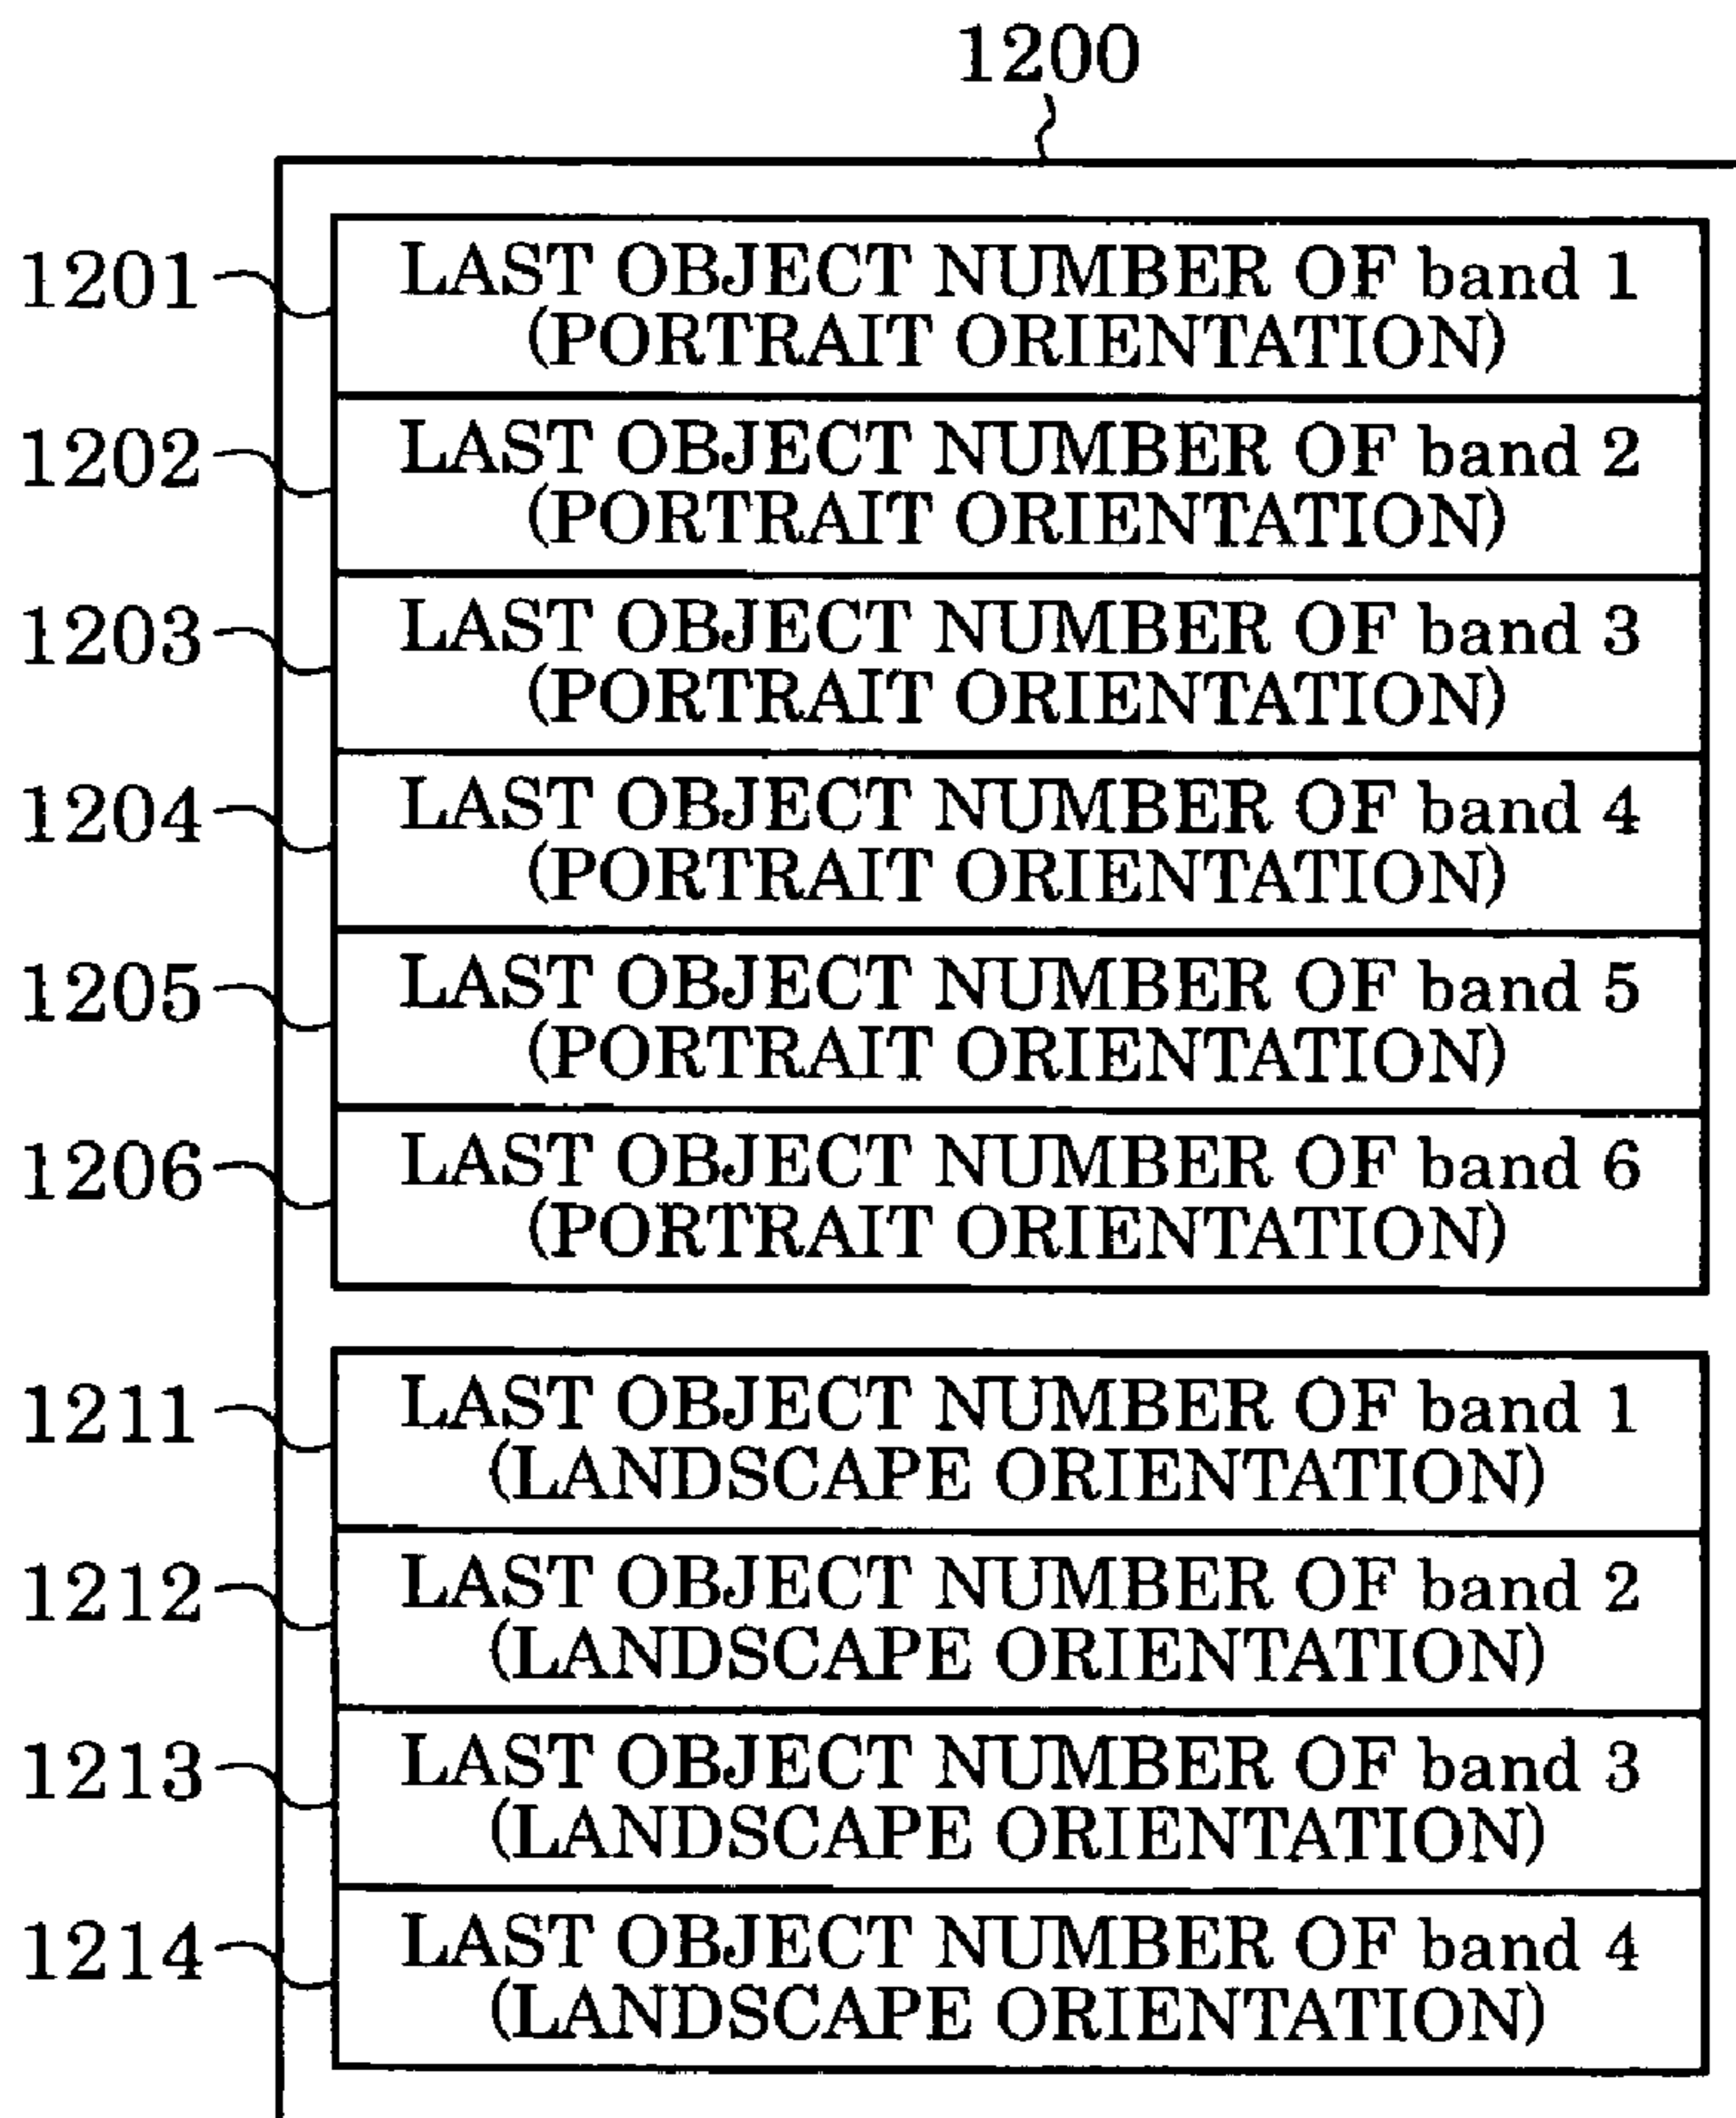 1200
1201 LAST OBJECT NUMBER OF band 1
(PORTRAIT ORIENTATION)
1202 LAST OBJECT NUMBER OF band 2
(PORTRAIT ORIENTATION)
1203 LAST OBJECT NUMBER OF band 3
(PORTRAIT ORIENTATION)
1204 LAST OBJECT NUMBER OF band 4
(PORTRAIT ORIENTATION)
1205 LAST OBJECT NUMBER OF band 5
(PORTRAIT ORIENTATION)
1206 LAST OBJECT NUMBER OF band 6
(PORTRAIT ORIENTATION)
1211 LAST OBJECT NUMBER OF band 1
(LANDSCAPE ORIENTATION)
1212 LAST OBJECT NUMBER OF band 2
(LANDSCAPE ORIENTATION)
1213 LAST OBJECT NUMBER OF band 3
(LANDSCAPE ORIENTATION)
1214 LAST OBJECT NUMBER OF band 4
(LANDSCAPE ORIENTATION)